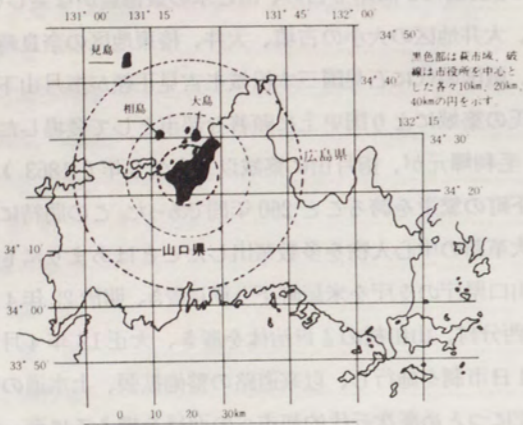 131° 00′ 131° 15′ 131° 45′ 132° 00′
34° 50′
見島
34° 40′
黒色部は萩市域、破
線は市役所を中心と
した各々10km、20km、
40kmの円を示す。
相島 大島
132° 15′
34° 30′
広島県
34° 20′
34° 10′
山口県
34° 00′
33° 50′
0 10 20 30km